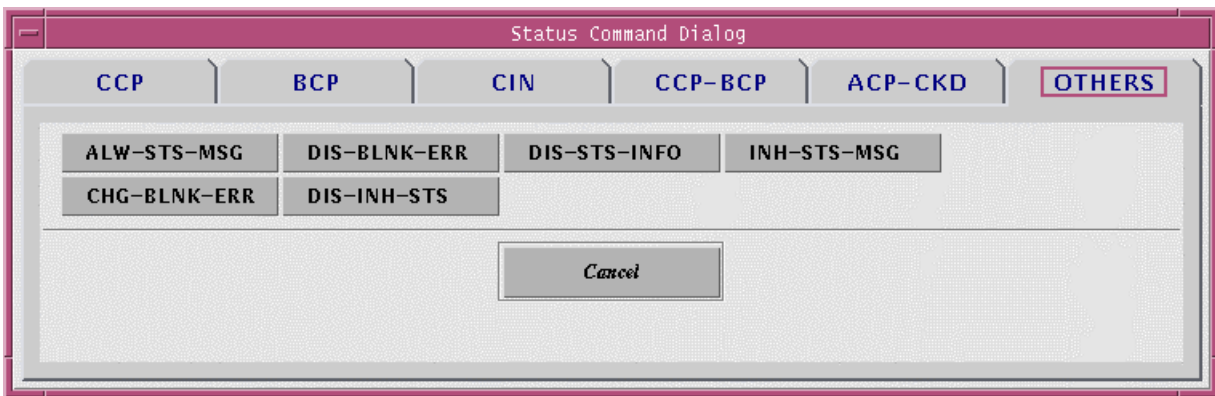 Status Command Dialog
CCP BCP CIN CCP-BCP ACP-CKD OTHERS
ALW-STS-MSG DIS-BLNK-ERR DIS-STS-INFO INH-STS-MSG
CHG-BLNK-ERR DIS-INH-STS
Cancel